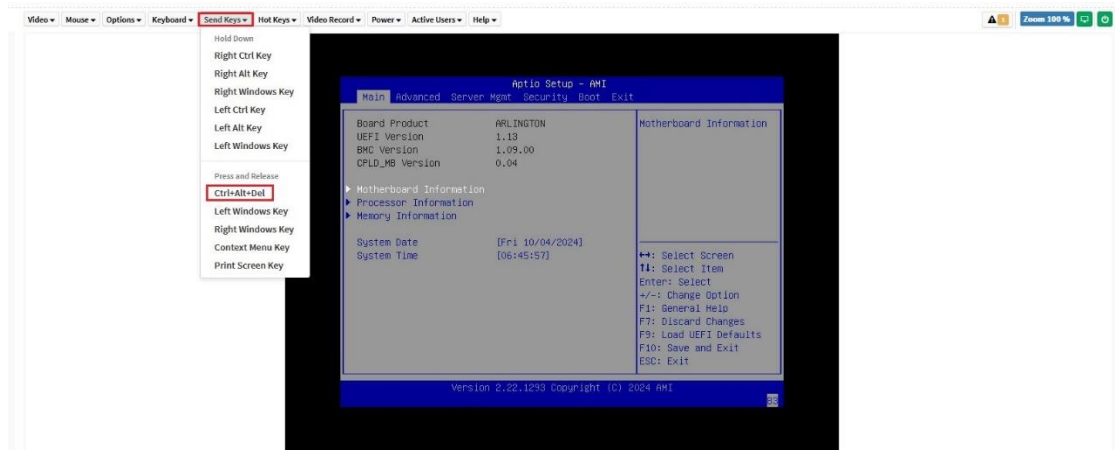 Video Mouse Options Keyboard Send Keys Hot Keys Video Record Power Active Users Help
1 Zoom 100 %
Hold Down
Right Ctrl Key
Right Alt Key
Right Windows Key
Left Ctrl Key
Left Alt Key
Left Windows Key
Press and Release
Ctrl+Alt+Del
Left Windows Key
Right Windows Key
Context Menu Key
Print Screen Key
Aptio Setup - AMI
Main Advanced Server Mgmt Security Boot Exit
Board Product ARLINGTON
UEFI Version 1.13
BMC Version 1.09.00
CPLD_MB Version 0.04
Motherboard Information
Processor Information
Memory Information
System Date [Fri 10/04/2024]
System Time [06:45:57]
Motherboard Information
↔: Select Screen
↑↓: Select Item
Enter: Select
+/-: Change Option
F1: General Help
F7: Discard Changes
F9: Load UEFI Defaults
F10: Save and Exit
ESC: Exit
Version 2.22.1293 Copyright (C) 2024 AMI